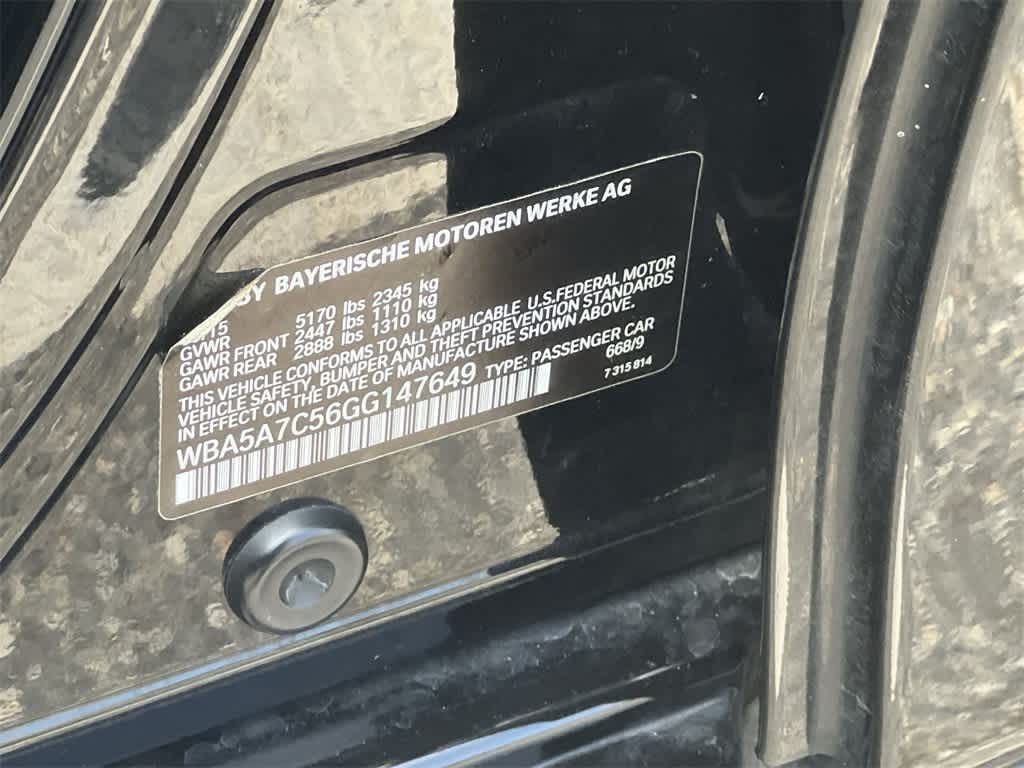 BY BAYERISCHE MOTOREN WERKE AG
GVWR 5170 lbs 2345 kg
GAWR FRONT 2447 lbs 1110 kg
GAWR REAR 2888 lbs 1310 kg
THIS VEHICLE CONFORMS TO ALL APPLICABLE U.S.FEDERAL MOTOR
VEHICLE SAFETY, BUMPER AND THEFT PREVENTION STANDARDS
IN EFFECT ON THE DATE OF MANUFACTURE SHOWN ABOVE.
WBA5A7C56GG147649 TYPE: PASSENGER CAR
668/9
7 315 814